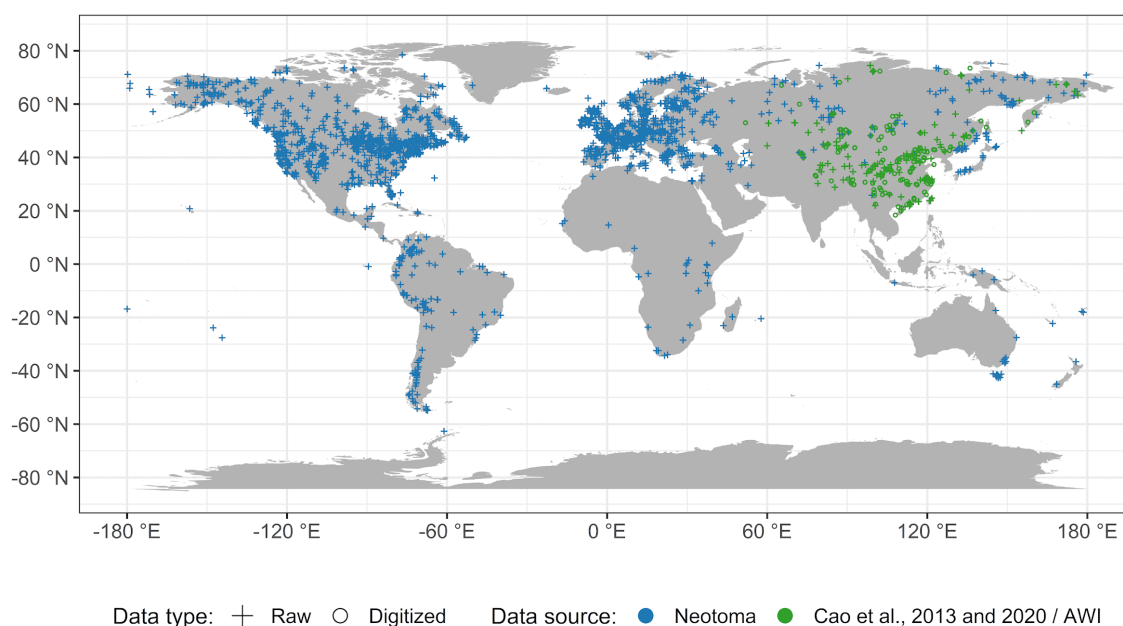 80 °N
60 °N
40 °N
20 °N
0 °N
-20 °N
-40 °N
-60 °N
-80 °N
-180 °E -120 °E -60 °E 0 °E 60 °E 120 °E 180 °E
Data type: Raw Digitized Data source: Neotoma Cao et al., 2013 and 2020 / AWI